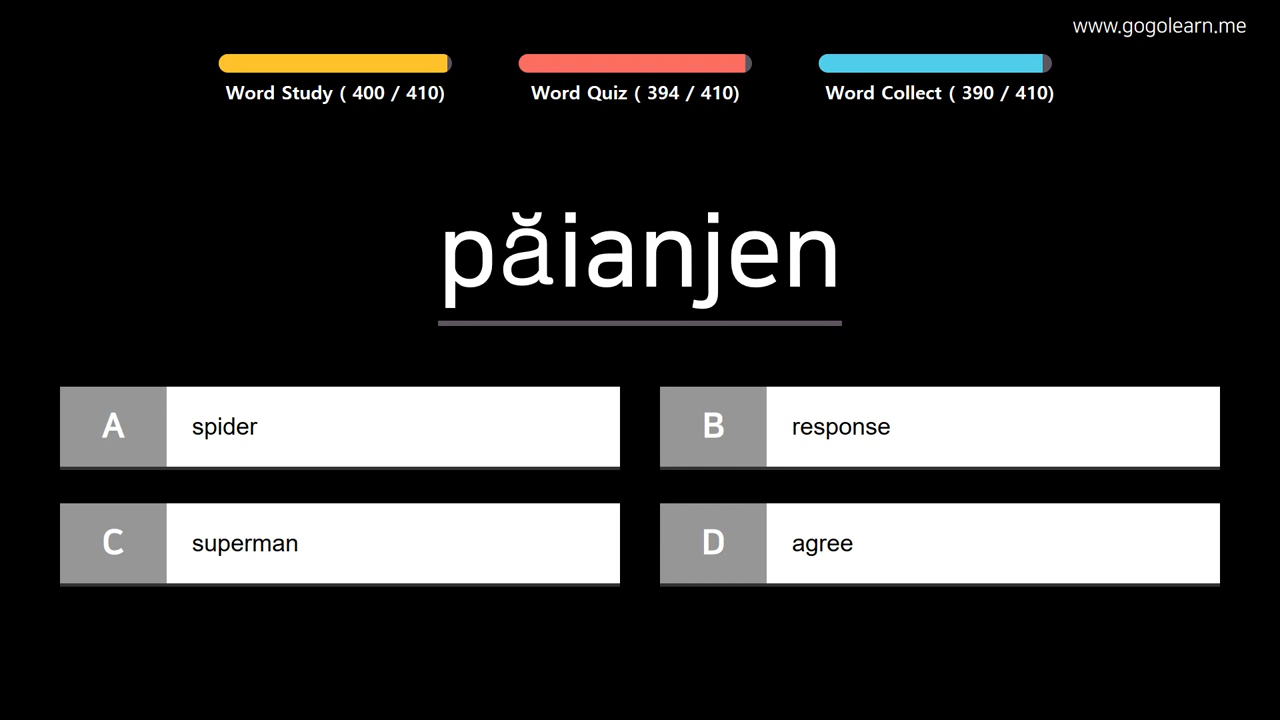 www.gogolearn.me
Word Study ( 400 / 410)
Word Quiz ( 394 / 410)
Word Collect ( 390 / 410)
păianjen
A
spider
B
response
C
superman
D
agree